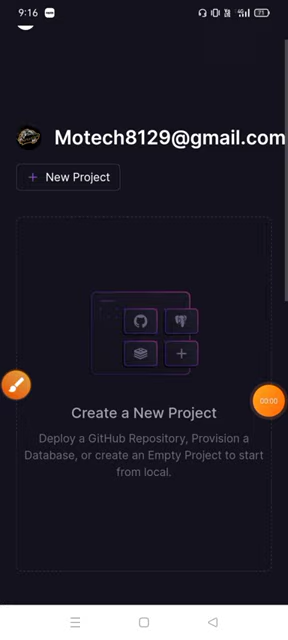 9:16
71
Motech8129@gmail.com
+ New Project
Create a New Project
Deploy a GitHub Repository, Provision a
Database, or create an Empty Project to start
from local.
00:00